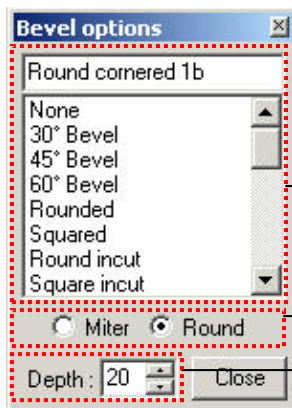 Bevel options
Round cornered 1b
None
30° Bevel
45° Bevel
60° Bevel
Rounded
Squared
Round incut
Square incut
Miter Round
Depth : 20 Close